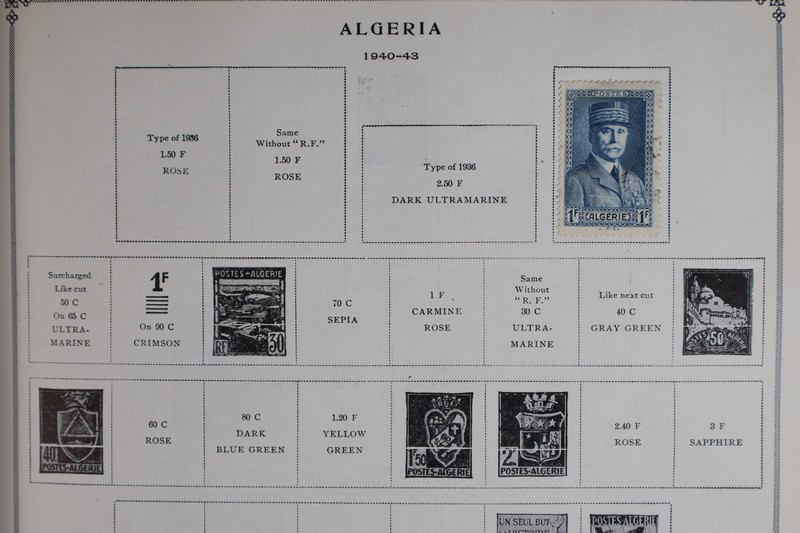 ALGERIA
1940-43
Type of 1936
1.50 F
ROSE
Same
Without "R.F."
1.50 F
ROSE
Type of 1936
2.50 F
DARK ULTRAMARINE
POSTES
1F ALGERIE 1F
Surcharged
Like cut
50 C
On 65 C
ULTRA-
MARINE
1F
On 90 C
CRIMSON
POSTES-ALGERIE
RF 30
70 C
SEPIA
1 F
CARMINE
ROSE
Same
Without
"R. F."
30 C
ULTRA-
MARINE
Like next cut
40 C
GRAY GREEN
50
POSTES ALGERIE
40
POSTES-ALGERIE
60 C
ROSE
80 C
DARK
BLUE GREEN
1.20 F
YELLOW
GREEN
1F50
POSTES-ALGERIE
2F
POSTES-ALGERIE
2.40 F
ROSE
3 F
SAPPHIRE
UN SEUL BUT
LA VICTOIRE
POSTES ALGERIE